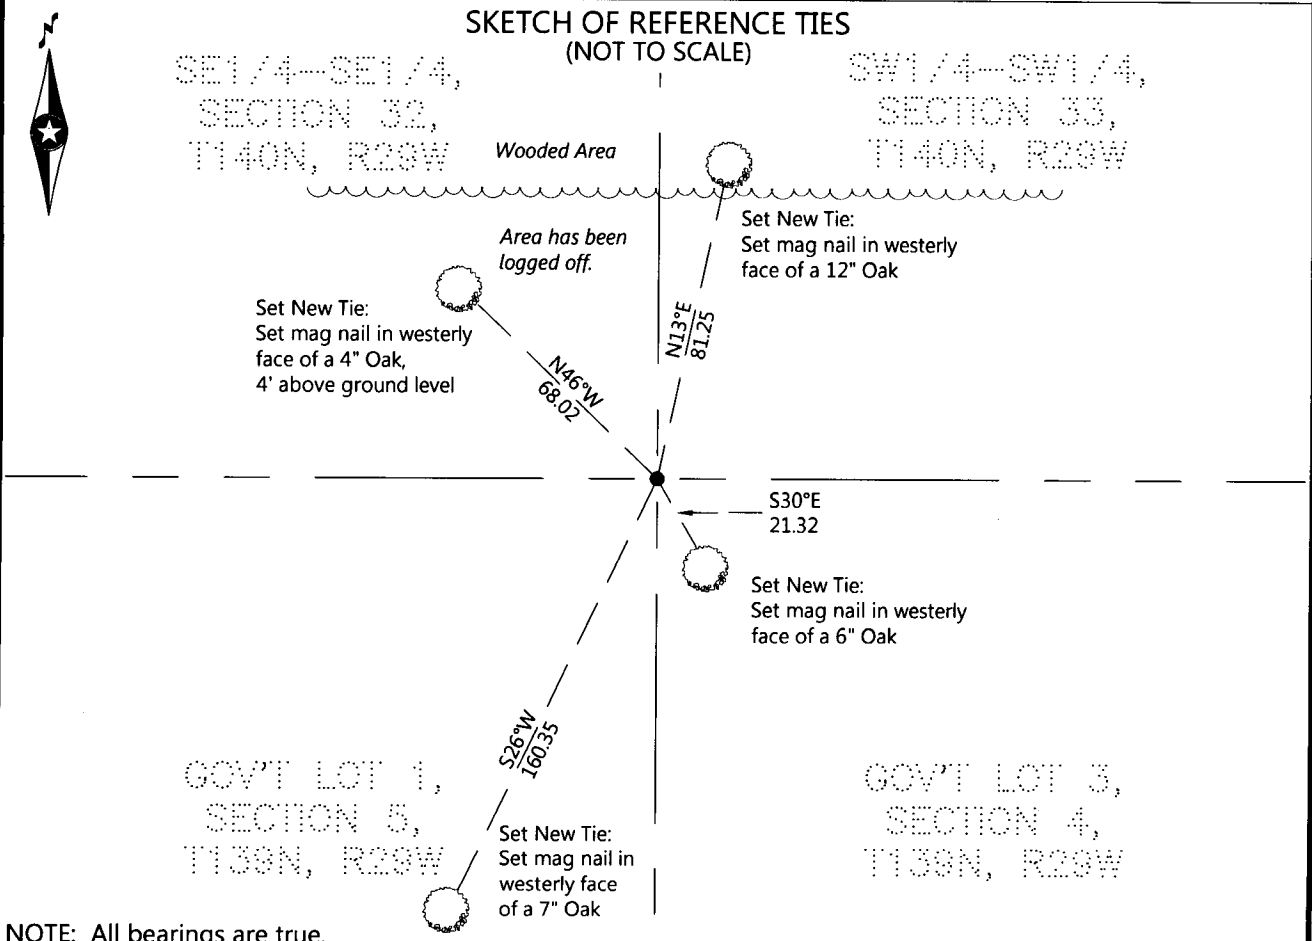 SKETCH OF REFERENCE TIES
(NOT TO SCALE)
N
SE1/4—SE1/4,
SECTION 32,
T140N, R29W
SW1/4—SW1/4,
SECTION 33,
T140N, R29W
Wooded Area
Area has been
logged off.
Set New Tie:
Set mag nail in westerly
face of a 12" Oak
Set New Tie:
Set mag nail in westerly
face of a 4" Oak,
4' above ground level
N13°E
81.25
N46°W
68.02
S30°E
21.32
Set New Tie:
Set mag nail in westerly
face of a 6" Oak
S26°W
160.35
GOV'T LOT 1,
SECTION 5,
T139N, R29W
GOV'T LOT 3,
SECTION 4,
T139N, R29W
Set New Tie:
Set mag nail in
westerly face
of a 7" Oak
NOTE: All bearings are true.